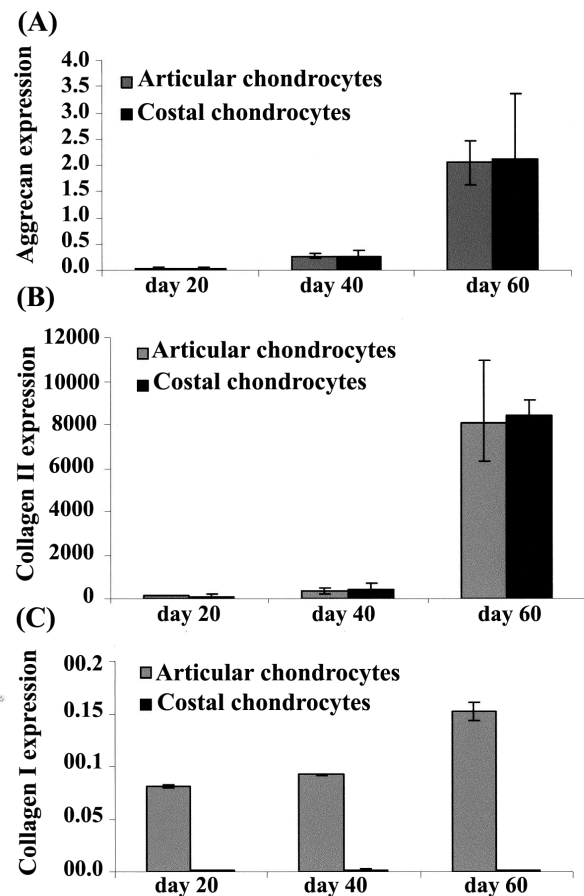 (A)
Aggrecan expression
4.0
3.5
3.0
2.5
2.0
1.5
1.0
0.5
0.0
Articular chondrocytes
Costal chondrocytes
day 20 day 40 day 60
(B)
Collagen II expression
12000
10000
8000
6000
4000
2000
0
Articular chondrocytes
Costal chondrocytes
day 20 day 40 day 60
(C)
Collagen I expression
00.2
0.15
00.1
0.05
00.0
Articular chondrocytes
Costal chondrocytes
day 20 day 40 day 60